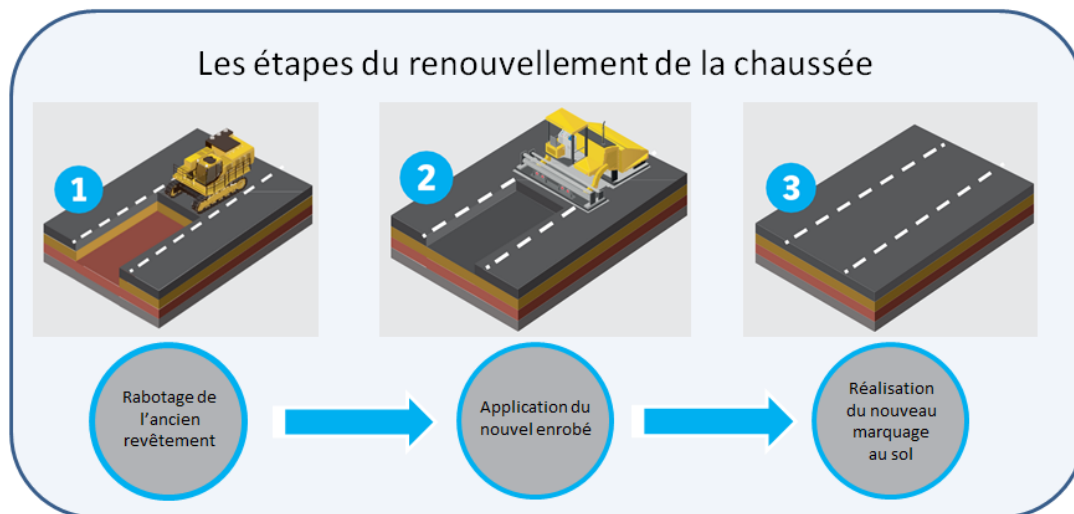 Les étapes du renouvellement de la chaussée
1
2
3
Rabotage de
l’ancien
revêtement
Application du
nouvel enrobé
Réalisation
du nouveau
marquage
au sol